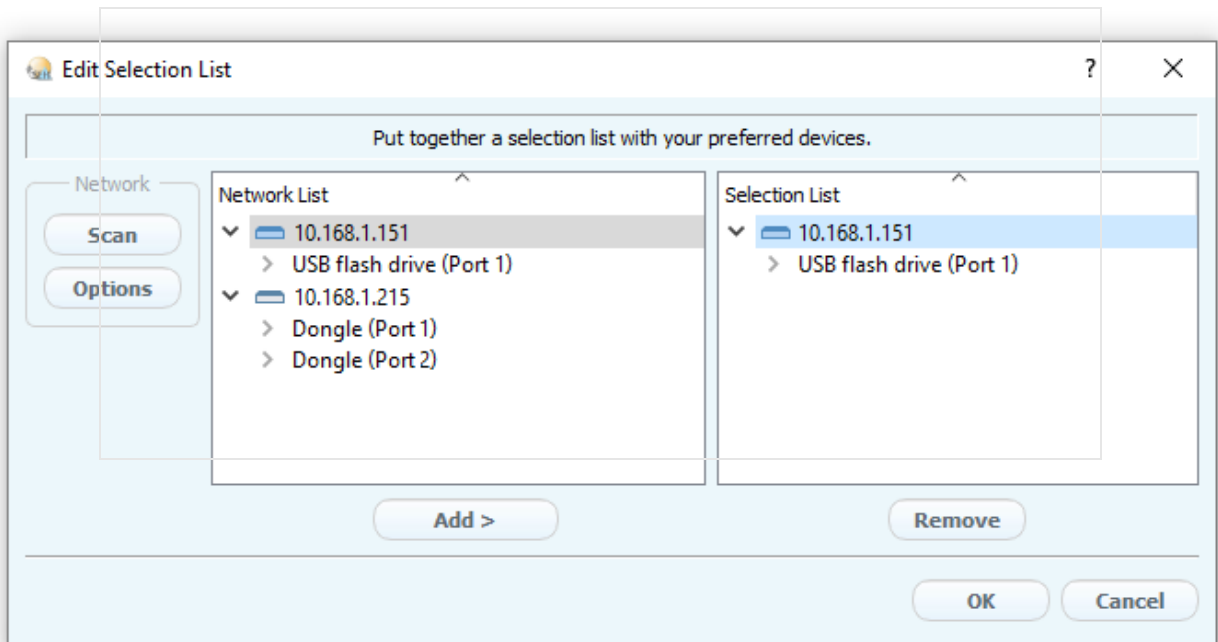 Edit Selection List
?
Put together a selection list with your preferred devices.
Network
Scan
Options
Network List
10.168.1.151
USB flash drive (Port 1)
10.168.1.215
Dongle (Port 1)
Dongle (Port 2)
Add >
Selection List
10.168.1.151
USB flash drive (Port 1)
Remove
OK
Cancel